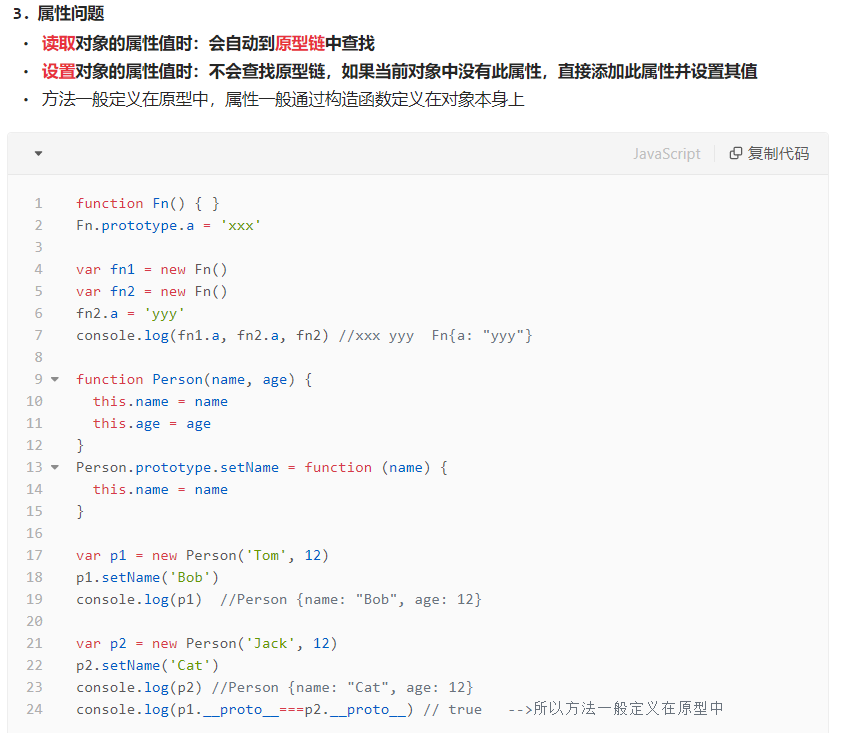 3. 属性问题
• 读取对象的属性值时：会自动到原型链中查找
• 设置对象的属性值时：不会查找原型链，如果当前对象中没有此属性，直接添加此属性并设置其值
• 方法一般定义在原型中，属性一般通过构造函数定义在对象本身上
JavaScript 复制代码
1 function Fn() { }
2 Fn.prototype.a = 'xxx'
3
4 var fn1 = new Fn()
5 var fn2 = new Fn()
6 fn2.a = 'yyy'
7 console.log(fn1.a, fn2.a, fn2) //xxx yyy  Fn{a: "yyy"}
8
9 function Person(name, age) {
10   this.name = name
11   this.age = age
12 }
13 Person.prototype.setName = function (name) {
14   this.name = name
15 }
16
17 var p1 = new Person('Tom', 12)
18 p1.setName('Bob')
19 console.log(p1)  //Person {name: "Bob", age: 12}
20
21 var p2 = new Person('Jack', 12)
22 p2.setName('Cat')
23 console.log(p2) //Person {name: "Cat", age: 12}
24 console.log(p1.__proto__===p2.__proto__) // true   -->所以方法一般定义在原型中